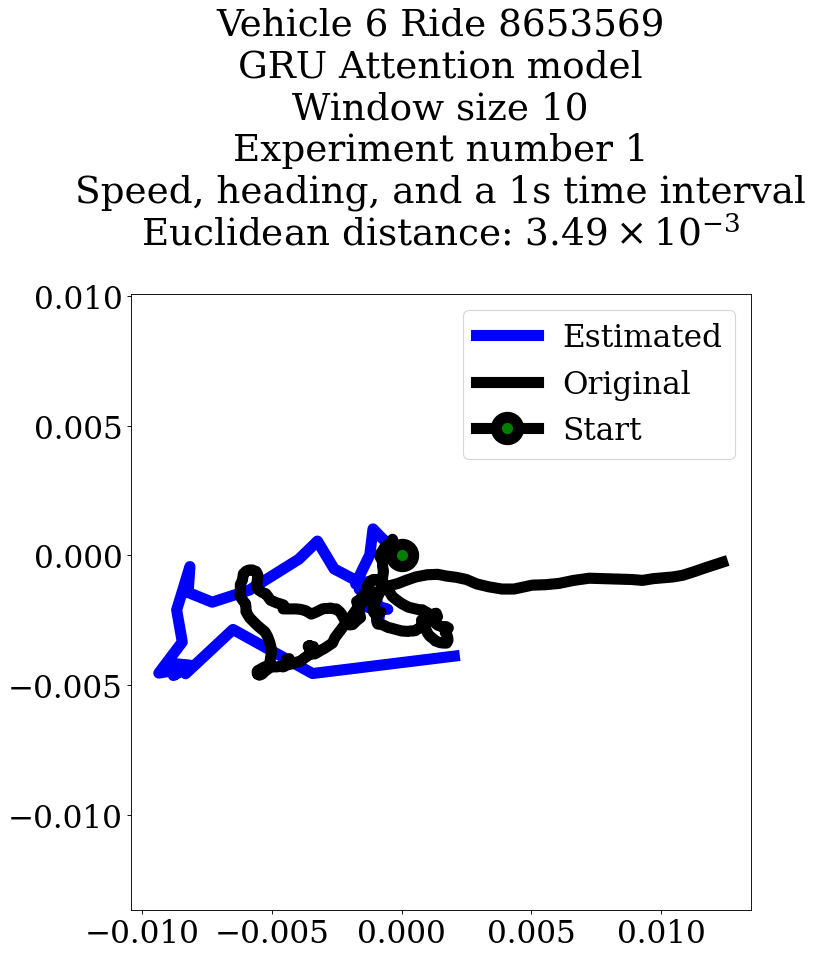 Vehicle 6 Ride 8653569
GRU Attention model
Window size 10
Experiment number 1
Speed, heading, and a 1s time interval
Euclidean distance: 3.49 × 10⁻³
0.010
0.005
0.000
−0.005
−0.010
Estimated
Original
Start
−0.010 −0.005 0.000 0.005 0.010